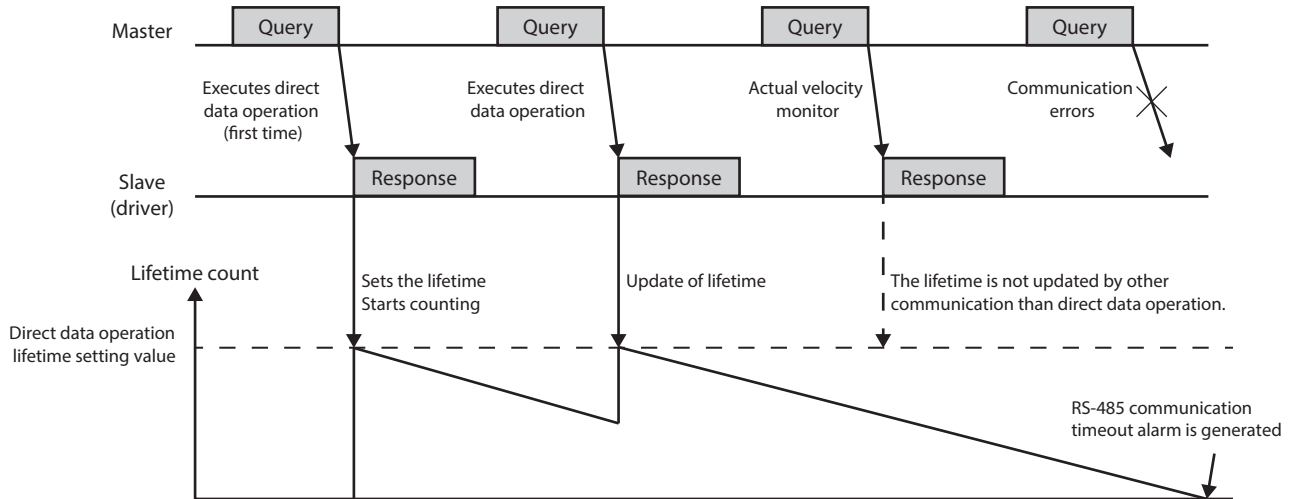 Master
Query
Query
Query
Query
Executes direct
data operation
(first time)
Executes direct
data operation
Actual velocity
monitor
Communication
errors
Slave
(driver)
Response
Response
Response
Lifetime count
Sets the lifetime
Starts counting
Update of lifetime
The lifetime is not updated by other
communication than direct data operation.
Direct data operation
lifetime setting value
RS-485 communication
timeout alarm is generated